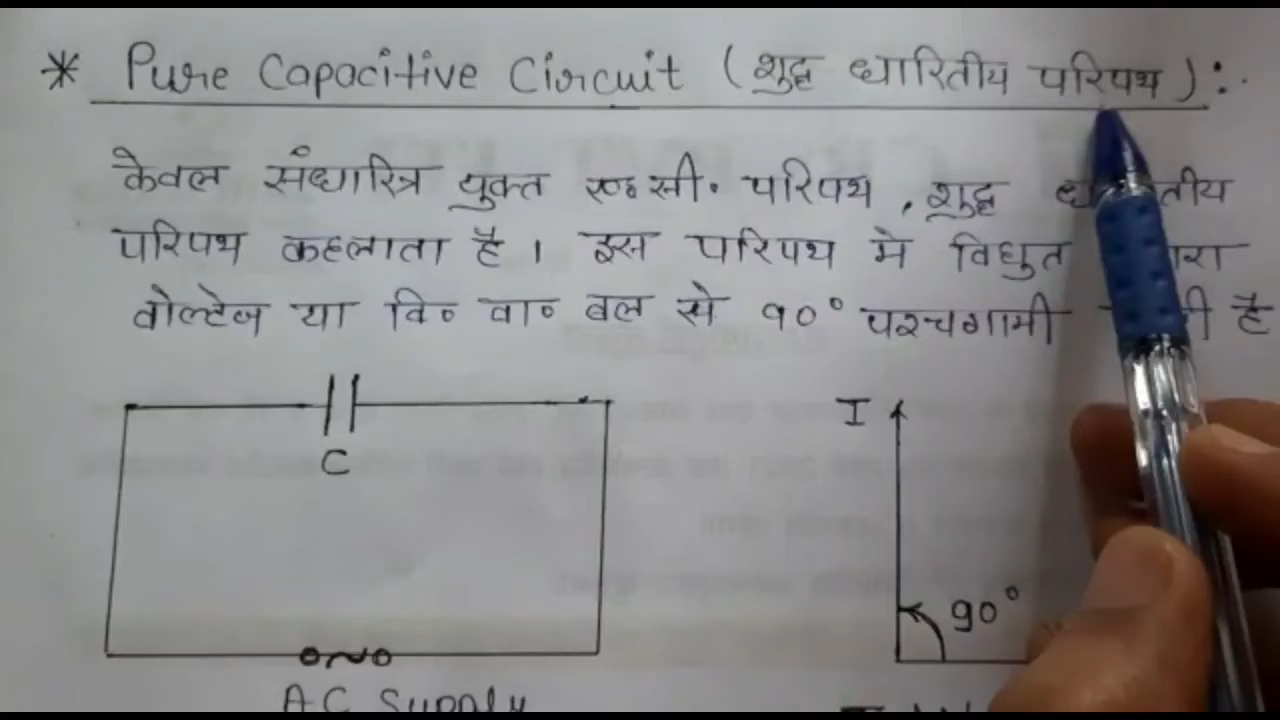 * Pure Capacitive Circuit (शुद्ध धारितीय परिपथ) :-
केवल संधारित्र युक्त ए०सी. परिपथ, शुद्ध
परिपथ कहलाता है। इस परिपथ मे विधुत
वोल्टेज या वि० वा० बल से 90° पश्चगामी है
C
I
90°
AC Supply